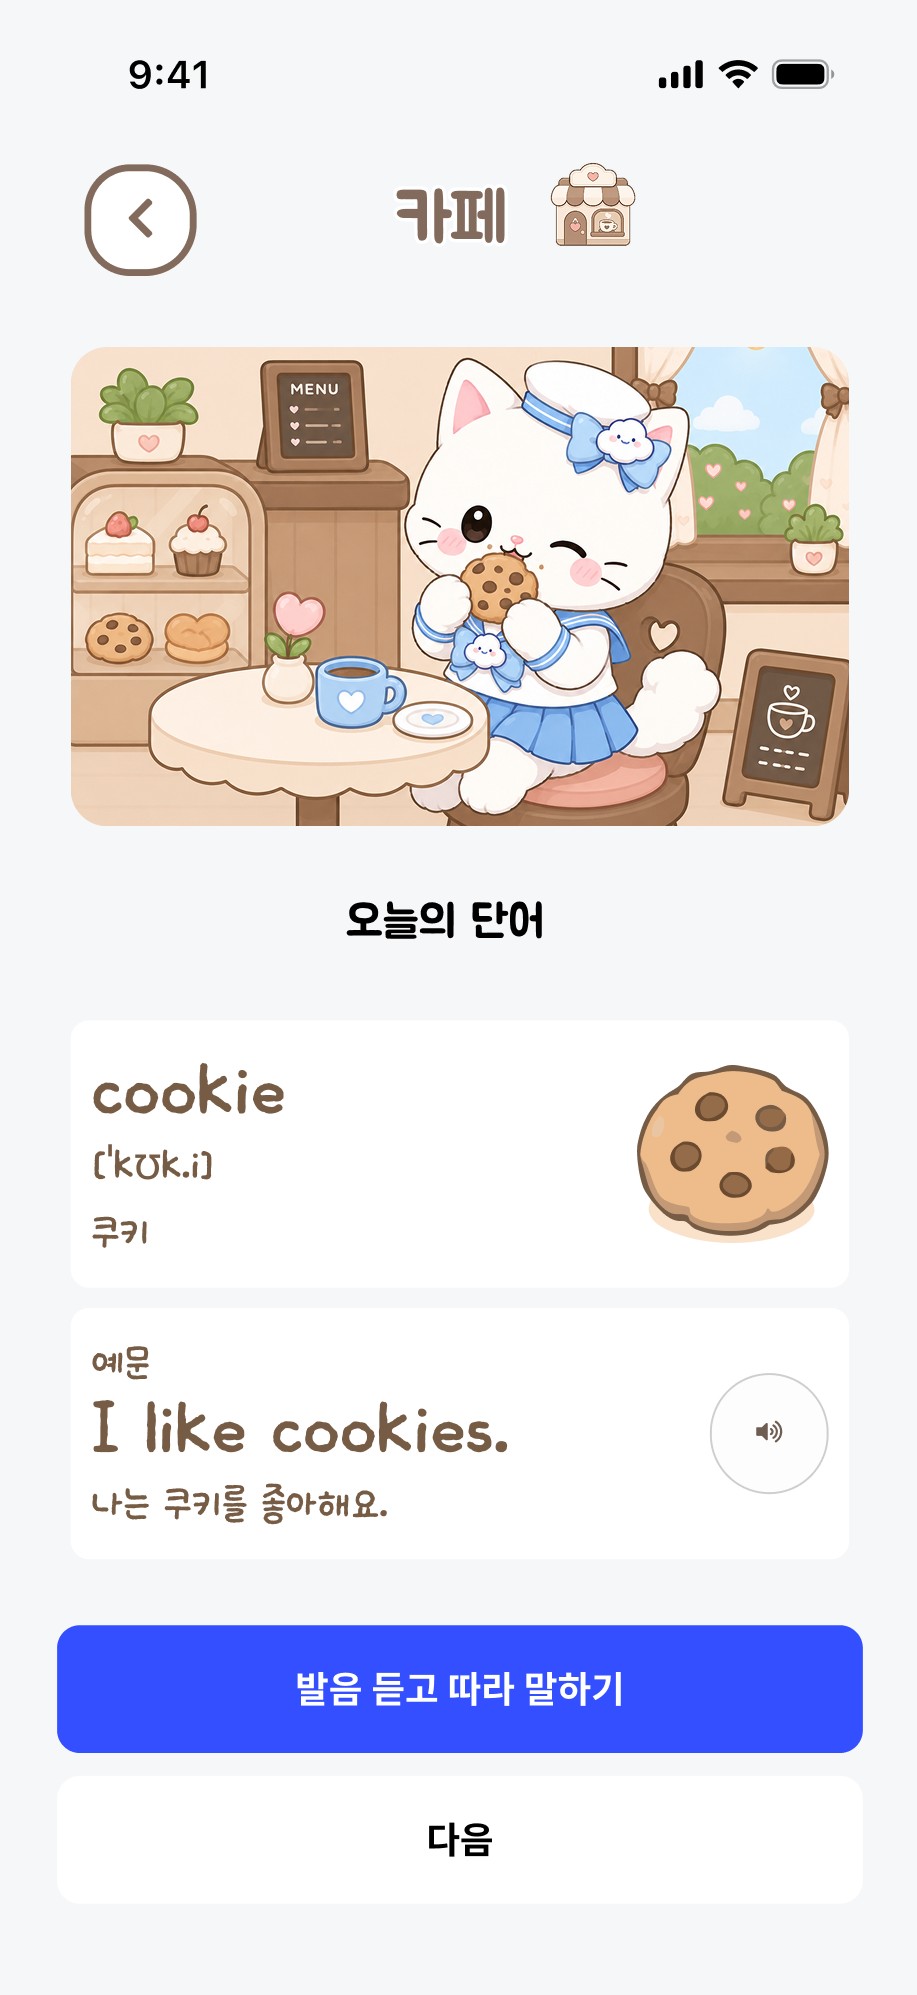 9:41
카페
MENU
오늘의 단어
cookie
[ˈkʊk.i]
쿠키
예문
I like cookies.
나는 쿠키를 좋아해요.
발음 듣고 따라 말하기
다음